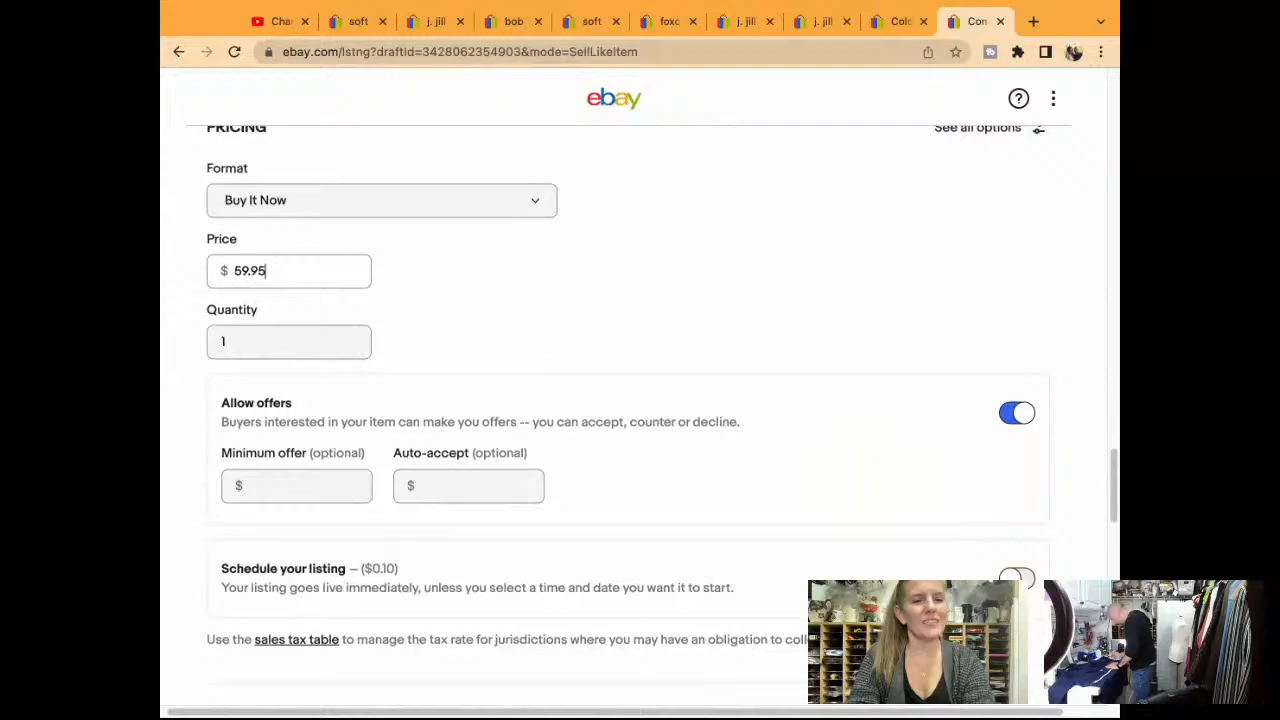 Cha
soft
j. jill
bob
soft
foxc
j. jill
j. jill
Cold
Con
ebay.com/lstng?draftId=3428062354903&mode=SellLikeItem
ebay
PRICING
See all options
Format
Buy It Now
Price
$ 59.95
Quantity
1
Allow offers
Buyers interested in your item can make you offers -- you can accept, counter or decline.
Minimum offer (optional) Auto-accept (optional)
$ $
Schedule your listing – ($0.10)
Your listing goes live immediately, unless you select a time and date you want it to start.
Use the sales tax table to manage the tax rate for jurisdictions where you may have an obligation to coll